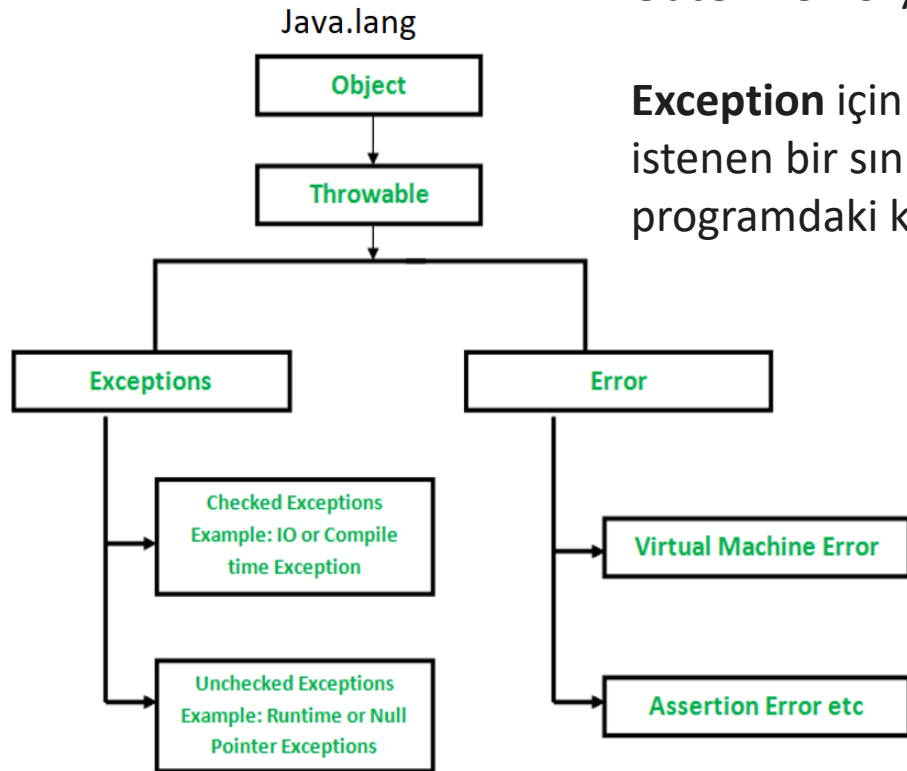 Java.lang
Object
Throwable
Exception için
istenen bir sın
programdaki k
Exceptions
Error
Checked Exceptions
Example: IO or Compile
time Exception
Virtual Machine Error
Unchecked Exceptions
Example: Runtime or Null
Pointer Exceptions
Assertion Error etc